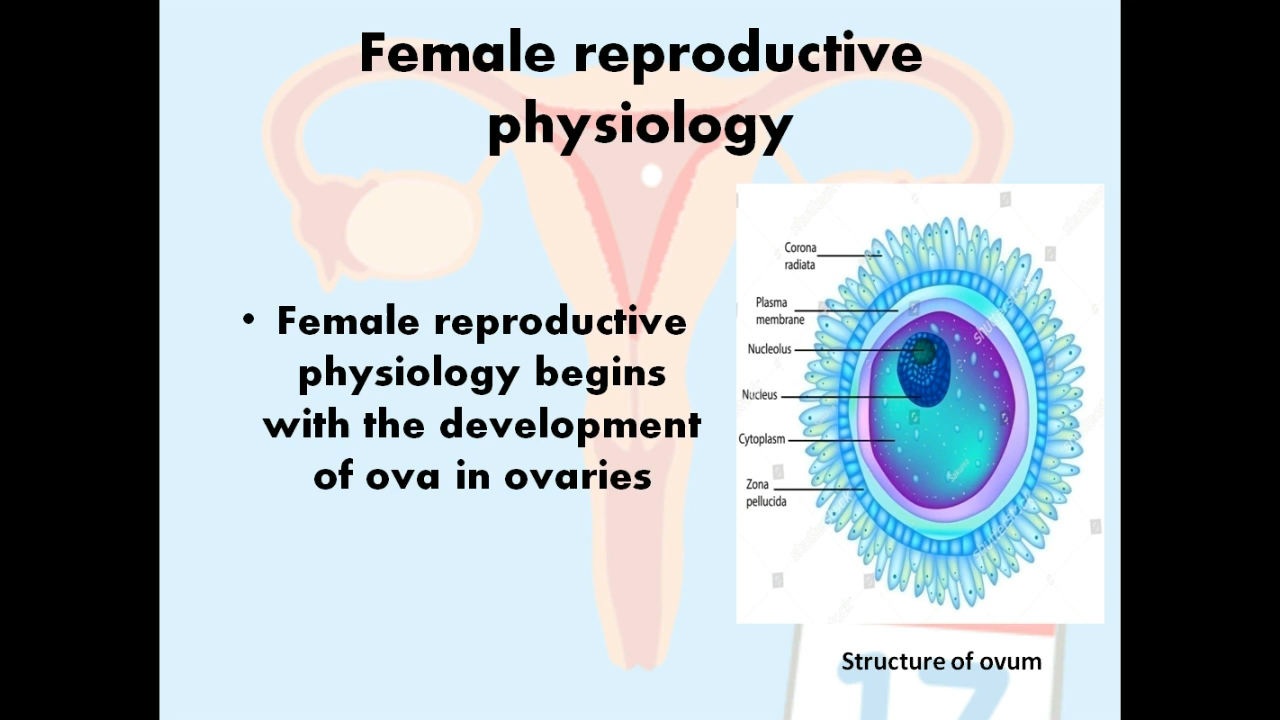 Female reproductive
physiology
• Female reproductive
physiology begins
with the development
of ova in ovaries
Corona
radiata
Plasma
membrane
Nucleolus
Nucleus
Cytoplasm
Zona
pellucida
Structure of ovum
17